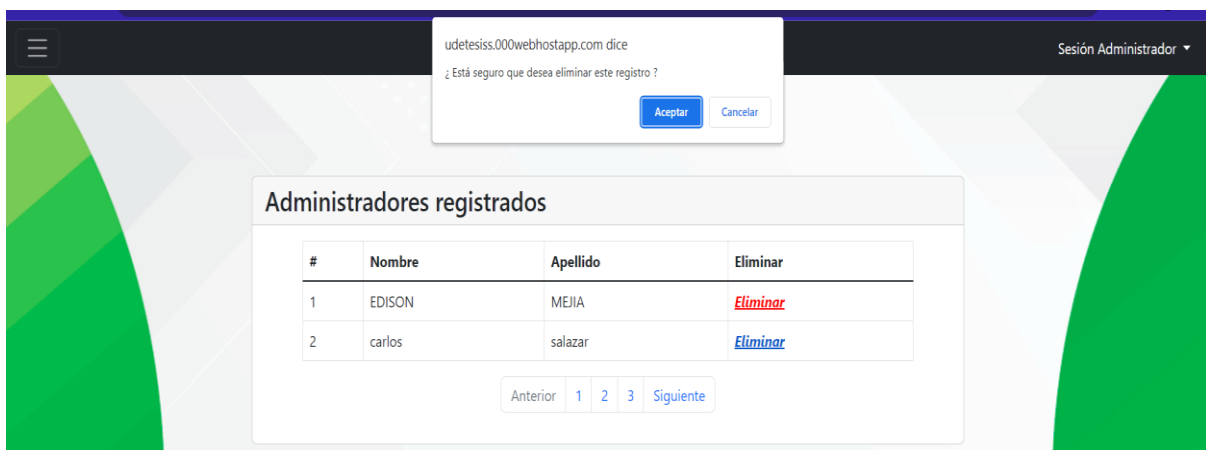 udetesiss.000webhostapp.com dice
¿ Está seguro que desea eliminar este registro ?
Aceptar Cancelar
Sesión Administrador
Administradores registrados
# Nombre Apellido Eliminar
1 EDISON MEJIA Eliminar
2 carlos salazar Eliminar
Anterior 1 2 3 Siguiente